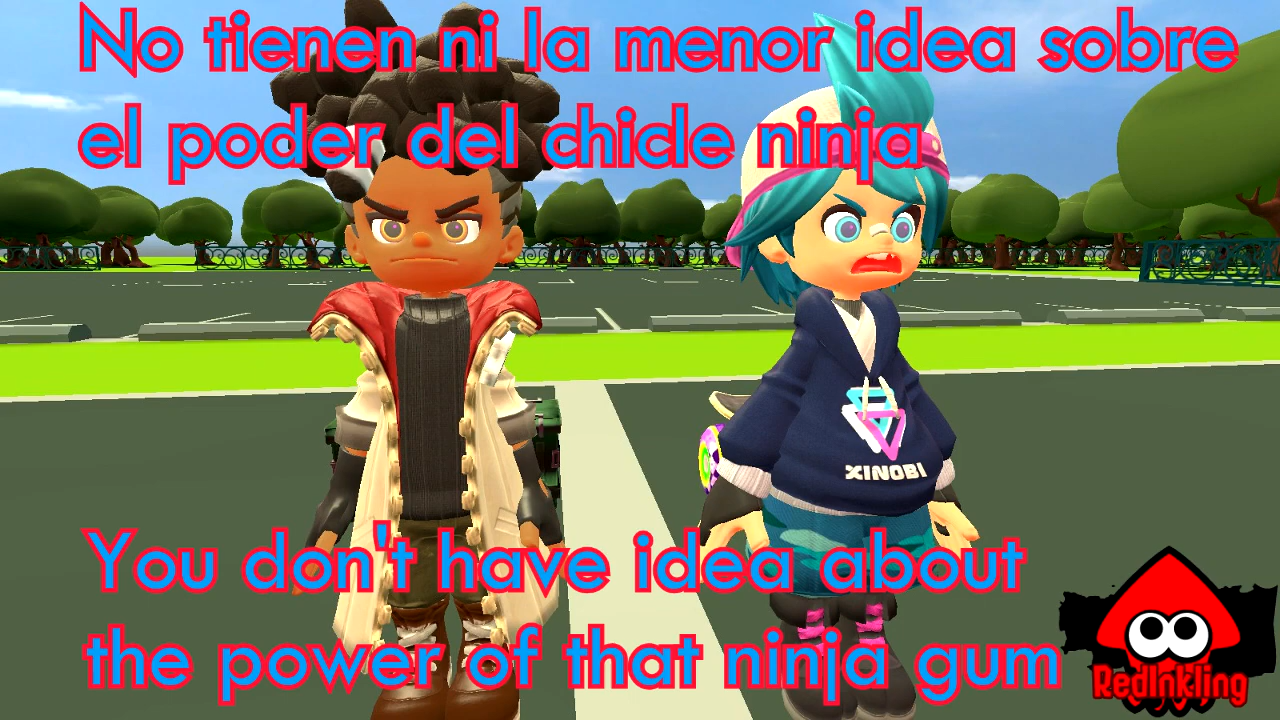 No tienen ni la menor idea sobre
el poder del chicle ninja
XINOBI
You don't have idea about
the power of that ninja gum
RedInkling